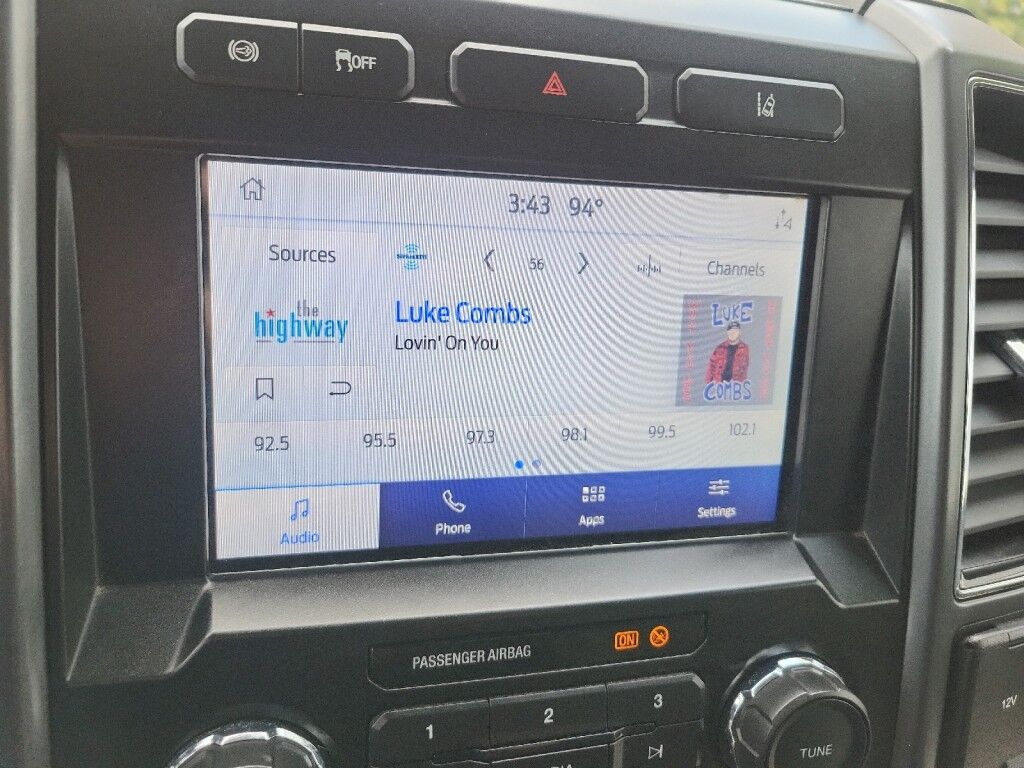 OFF
3:43 94°
Sources
SiriusXM
56
Channels
the
highway
Luke Combs
Lovin' On You
LUKE
COMBS
92.5 95.5 97.3 98.1 99.5 102.1
Audio
Phone
Apps
Settings
PASSENGER AIRBAG
ON
1
2
3
TUNE
12V